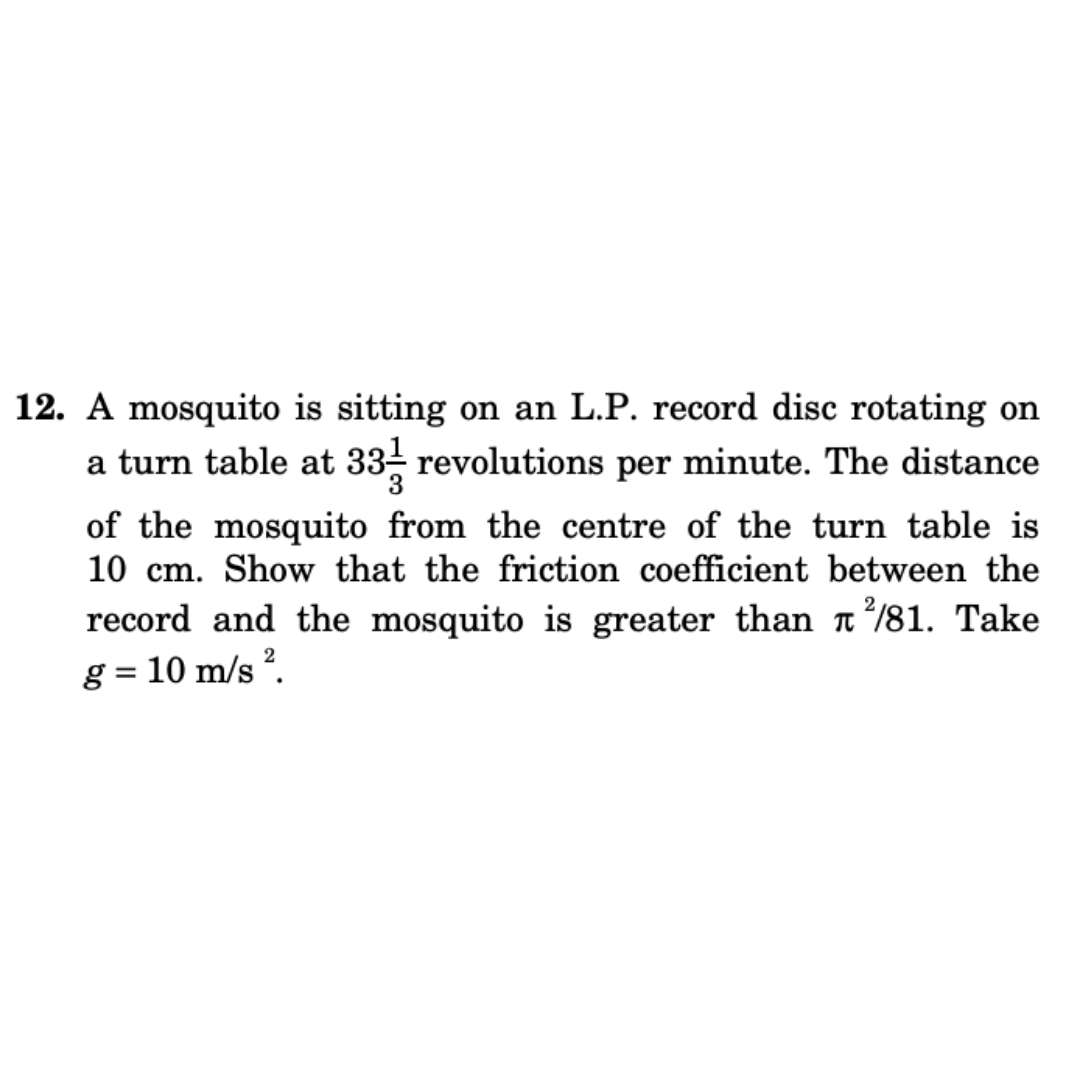 12. A mosquito is sitting on an L.P. record disc rotating on
a turn table at 33 1/3 revolutions per minute. The distance
of the mosquito from the centre of the turn table is
10 cm. Show that the friction coefficient between the
record and the mosquito is greater than π ²/81. Take
g = 10 m/s ².